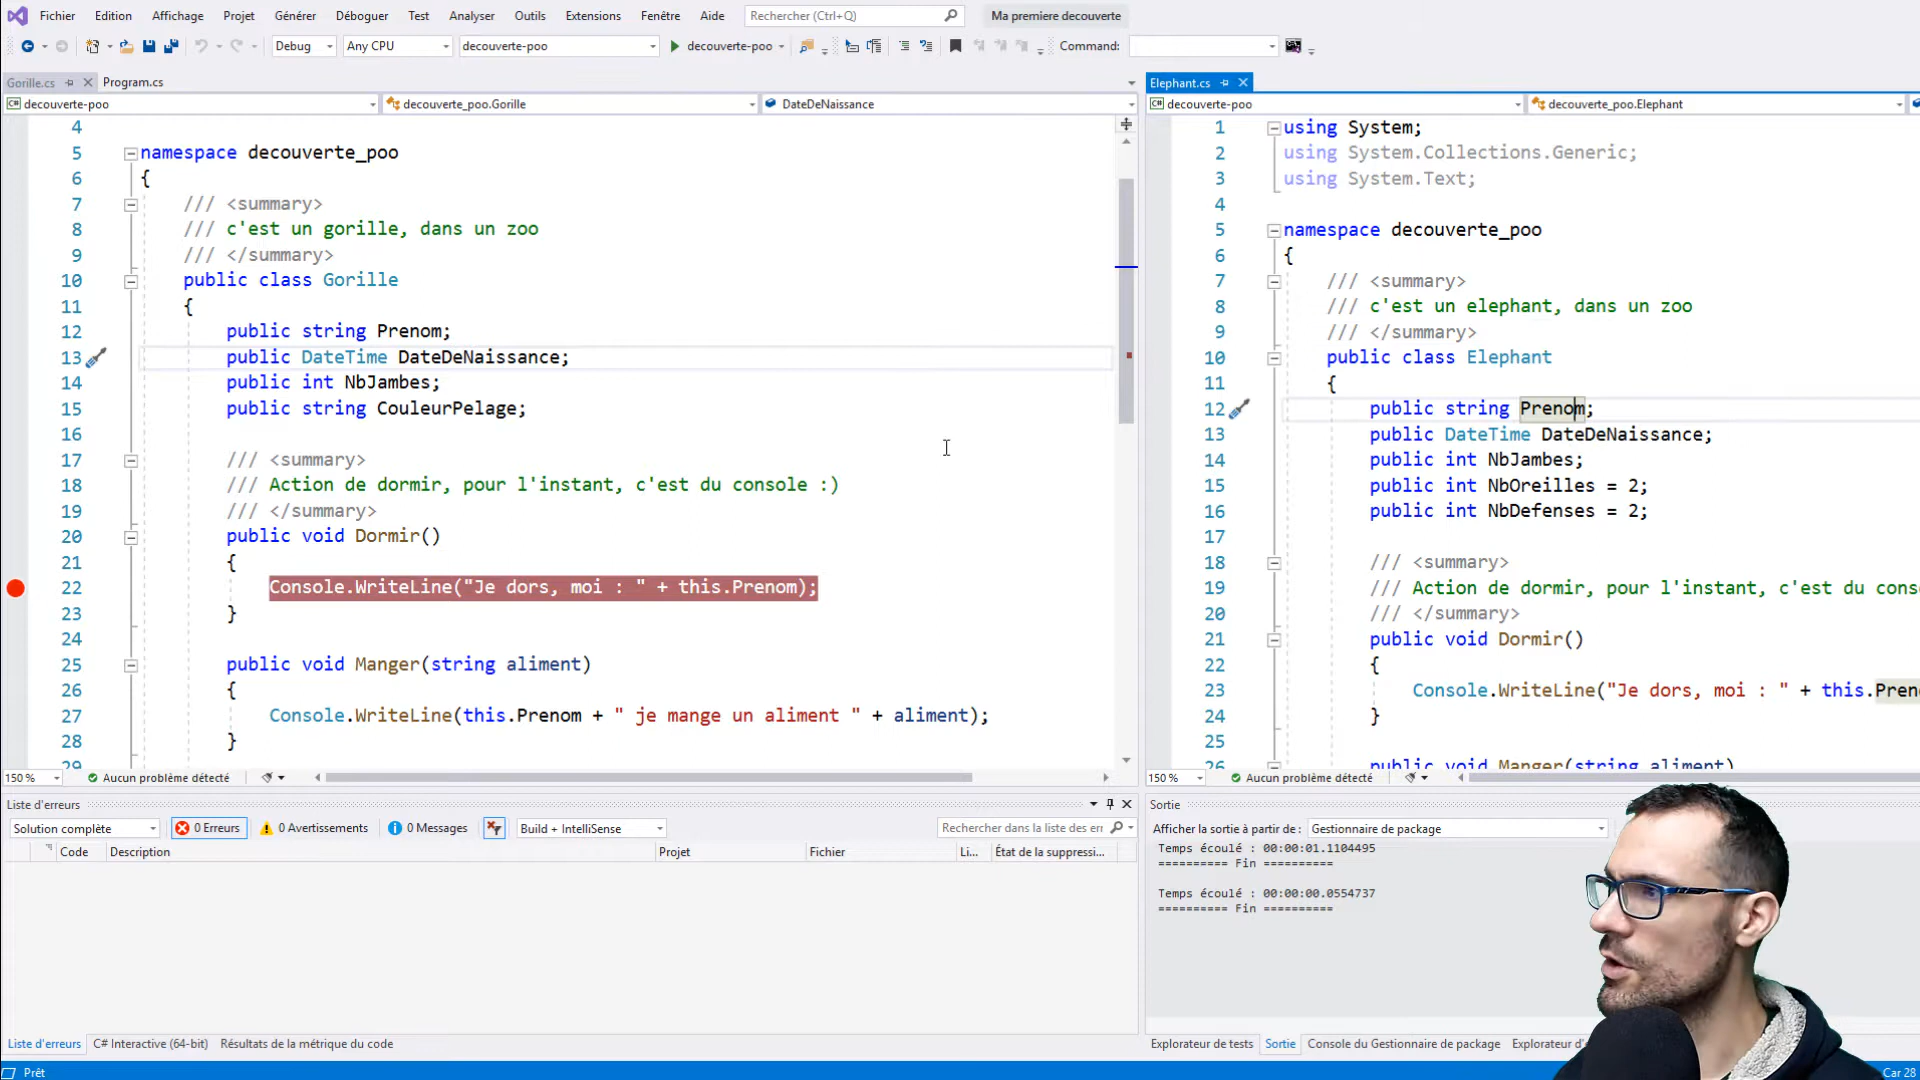 Fichier Edition Affichage Projet Générer Déboguer Test Analyser Outils Extensions Fenêtre Aide Rechercher (Ctrl+Q) Ma premiere decouverte
Debug Any CPU decouverte-poo decouverte-poo Command:
Gorille.cs Program.cs
decouverte-poo decouverte_poo.Gorille DateDeNaissance
4
5 namespace decouverte_poo
6 {
7 /// <summary>
8 /// c'est un gorille, dans un zoo
9 /// </summary>
10 public class Gorille
11 {
12 public string Prenom;
13 public DateTime DateDeNaissance;
14 public int NbJambes;
15 public string CouleurPelage;
16
17 /// <summary>
18 /// Action de dormir, pour l'instant, c'est du console :)
19 /// </summary>
20 public void Dormir()
21 {
22 Console.WriteLine("Je dors, moi : " + this.Prenom);
23 }
24
25 public void Manger(string aliment)
26 {
27 Console.WriteLine(this.Prenom + " je mange un aliment " + aliment);
28 }
29
150 % Aucun problème détecté
Elephant.cs
decouverte-poo decouverte_poo.Elephant
1 using System;
2 using System.Collections.Generic;
3 using System.Text;
4
5 namespace decouverte_poo
6 {
7 /// <summary>
8 /// c'est un elephant, dans un zoo
9 /// </summary>
10 public class Elephant
11 {
12 public string Prenom;
13 public DateTime DateDeNaissance;
14 public int NbJambes;
15 public int NbOreilles = 2;
16 public int NbDefenses = 2;
17
18 /// <summary>
19 /// Action de dormir, pour l'instant, c'est du cons
20 /// </summary>
21 public void Dormir()
22 {
23 Console.WriteLine("Je dors, moi : " + this.Pren
24 }
25
26 public void Manger(string aliment)
150 % Aucun problème détecté
Liste d'erreurs
Solution complète 0 Erreurs 0 Avertissements 0 Messages Build + IntelliSense Rechercher dans la liste des err
Code Description Projet Fichier Li... État de la suppressi...
Sortie
Afficher la sortie à partir de : Gestionnaire de package
Temps écoulé : 00:00:01.1104495
========== Fin ==========
Temps écoulé : 00:00:00.0554737
========== Fin ==========
Liste d'erreurs C# Interactive (64-bit) Résultats de la métrique du code
Explorateur de tests Sortie Console du Gestionnaire de package Explorateur d'
Prêt Car 28